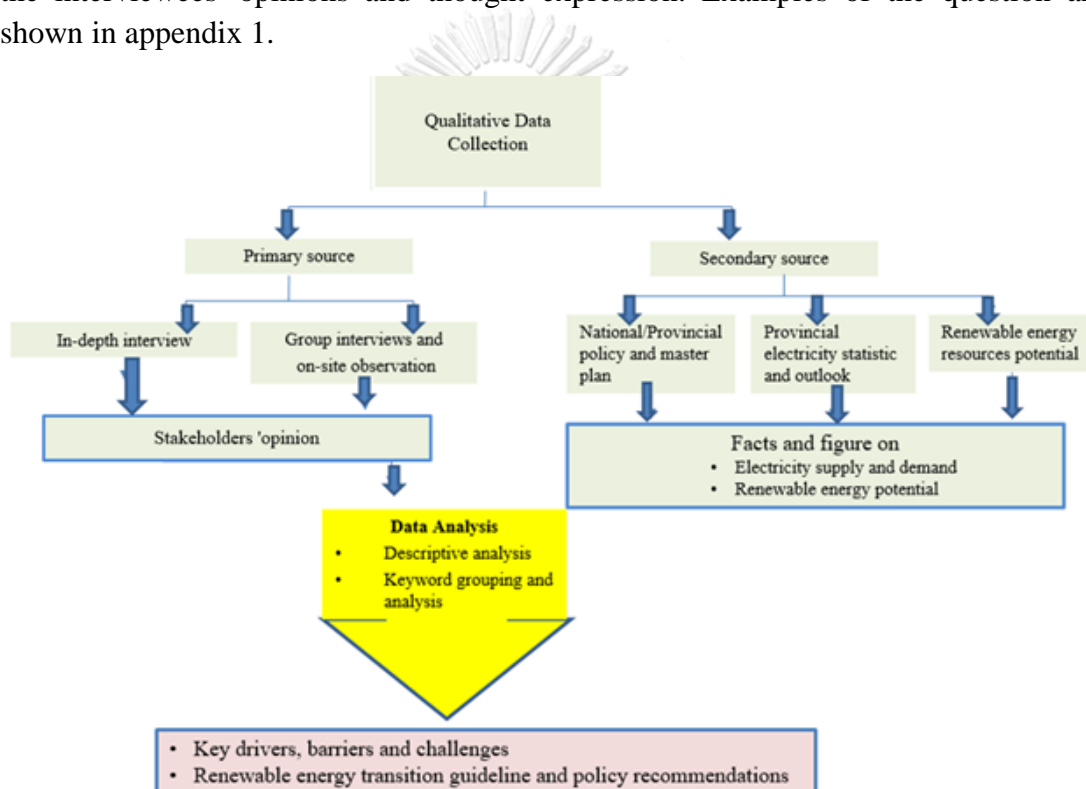 shown in appendix 1.
Qualitative Data
Collection
Primary source
Secondary source
In-depth interview
Group interviews and
on-site observation
National/Provincial
policy and master
plan
Provincial
electricity statistic
and outlook
Renewable energy
resources potential
Stakeholders 'opinion
Facts and figure on
• Electricity supply and demand
• Renewable energy potential
Data Analysis
• Descriptive analysis
• Keyword grouping and
analysis
• Key drivers, barriers and challenges
• Renewable energy transition guideline and policy recommendations